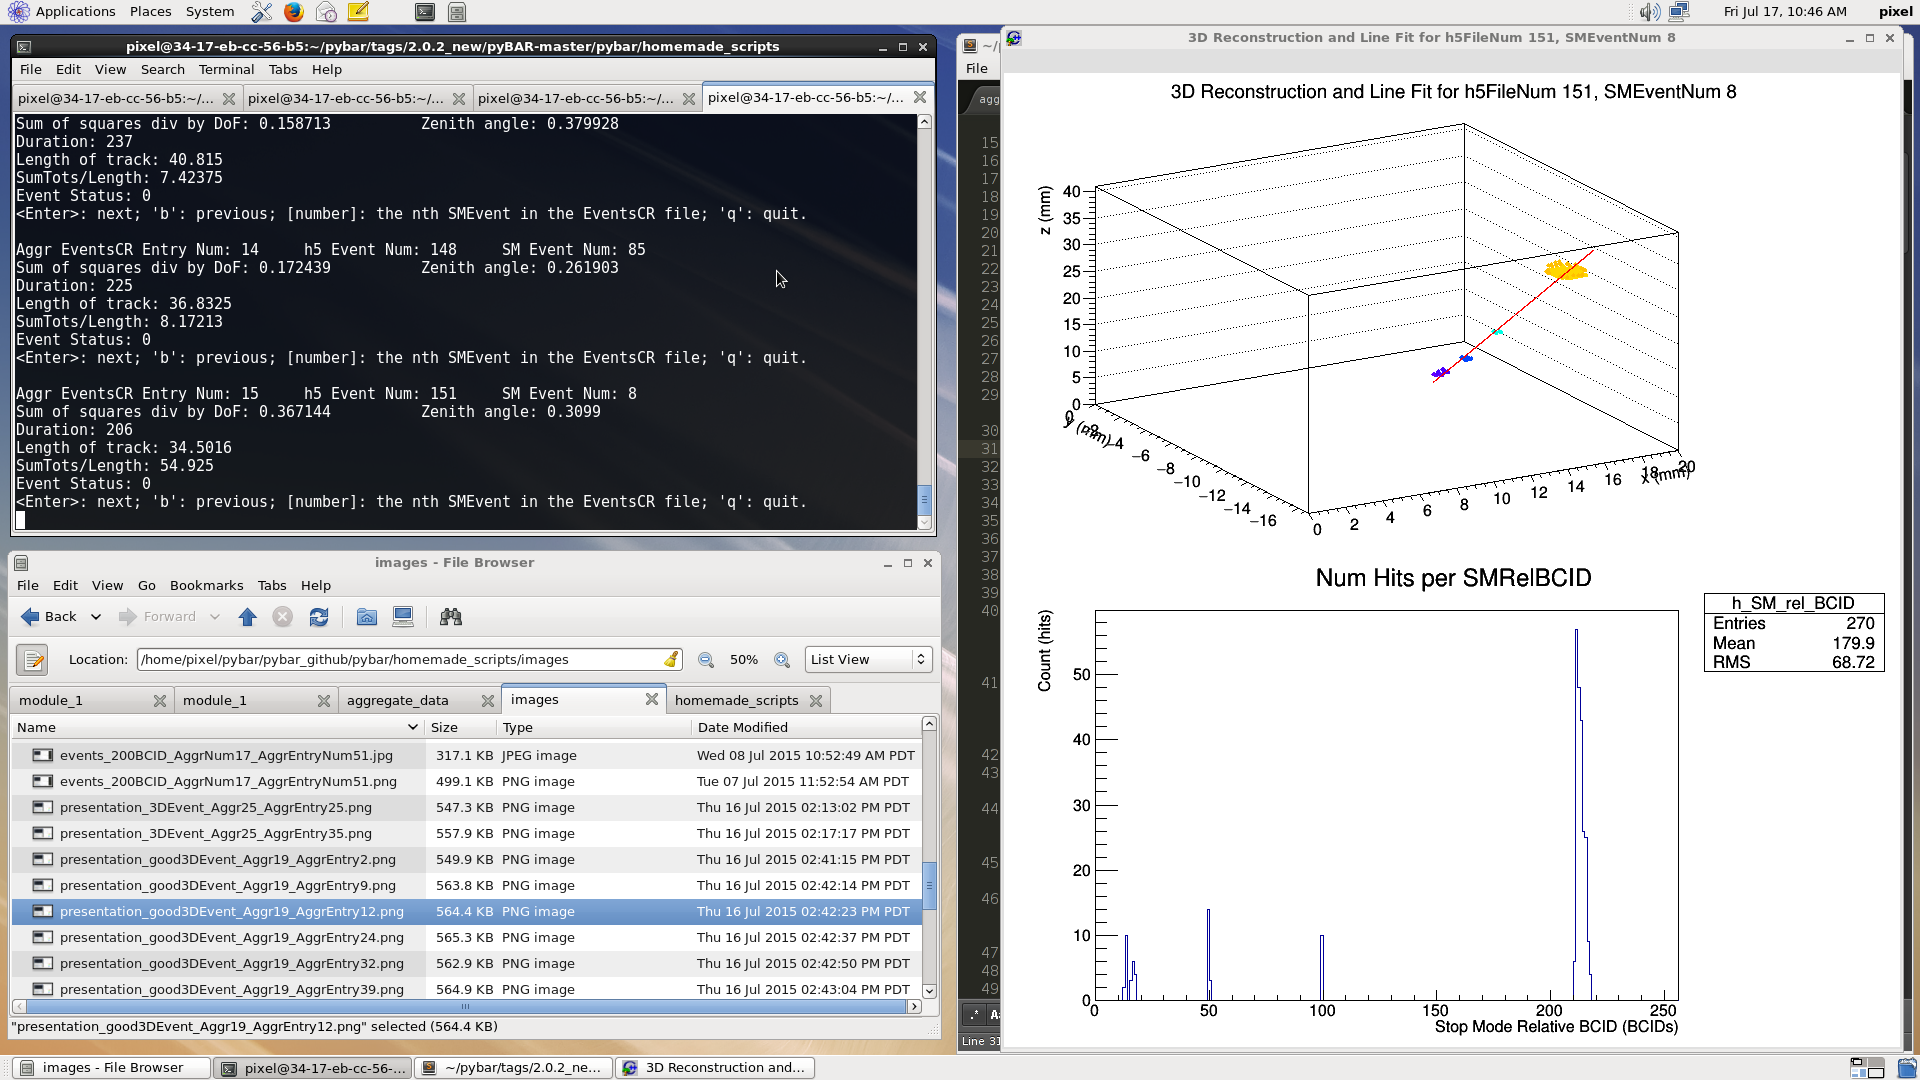 Applications Places System Fri Jul 17, 10:46 AM pixel
pixel@34-17-eb-cc-56-b5:~/pybar/tags/2.0.2_new/pyBAR-master/pybar/homemade_scripts
File Edit View Search Terminal Tabs Help
pixel@34-17-eb-cc-56-b5:~/... pixel@34-17-eb-cc-56-b5:~/... pixel@34-17-eb-cc-56-b5:~/... pixel@34-17-eb-cc-56-b5:~/...
Sum of squares div by DoF: 0.158713 Zenith angle: 0.379928
Duration: 237
Length of track: 40.815
SumTots/Length: 7.42375
Event Status: 0
<Enter>: next; 'b': previous; [number]: the nth SMEvent in the EventsCR file; 'q': quit.
Aggr EventsCR Entry Num: 14 h5 Event Num: 148 SM Event Num: 85
Sum of squares div by DoF: 0.172439 Zenith angle: 0.261903
Duration: 225
Length of track: 36.8325
SumTots/Length: 8.17213
Event Status: 0
<Enter>: next; 'b': previous; [number]: the nth SMEvent in the EventsCR file; 'q': quit.
Aggr EventsCR Entry Num: 15 h5 Event Num: 151 SM Event Num: 8
Sum of squares div by DoF: 0.367144 Zenith angle: 0.3099
Duration: 206
Length of track: 34.5016
SumTots/Length: 54.925
Event Status: 0
<Enter>: next; 'b': previous; [number]: the nth SMEvent in the EventsCR file; 'q': quit.
images - File Browser
File Edit View Go Bookmarks Tabs Help
Back Forward
Location: /home/pixel/pybar/pybar_github/pybar/homemade_scripts/images 50% List View
module_1 module_1 aggregate_data images homemade_scripts
Name Size Type Date Modified
events_200BCID_AggrNum17_AggrEntryNum51.jpg 317.1 KB JPEG image Wed 08 Jul 2015 10:52:49 AM PDT
events_200BCID_AggrNum17_AggrEntryNum51.png 499.1 KB PNG image Tue 07 Jul 2015 11:52:54 AM PDT
presentation_3DEvent_Aggr25_AggrEntry25.png 547.3 KB PNG image Thu 16 Jul 2015 02:13:02 PM PDT
presentation_3DEvent_Aggr25_AggrEntry35.png 557.9 KB PNG image Thu 16 Jul 2015 02:17:17 PM PDT
presentation_good3DEvent_Aggr19_AggrEntry2.png 549.9 KB PNG image Thu 16 Jul 2015 02:41:15 PM PDT
presentation_good3DEvent_Aggr19_AggrEntry9.png 563.8 KB PNG image Thu 16 Jul 2015 02:42:14 PM PDT
presentation_good3DEvent_Aggr19_AggrEntry12.png 564.4 KB PNG image Thu 16 Jul 2015 02:42:23 PM PDT
presentation_good3DEvent_Aggr19_AggrEntry24.png 565.3 KB PNG image Thu 16 Jul 2015 02:42:37 PM PDT
presentation_good3DEvent_Aggr19_AggrEntry32.png 562.9 KB PNG image Thu 16 Jul 2015 02:42:50 PM PDT
presentation_good3DEvent_Aggr19_AggrEntry39.png 564.9 KB PNG image Thu 16 Jul 2015 02:43:04 PM PDT
"presentation_good3DEvent_Aggr19_AggrEntry12.png" selected (564.4 KB)
~/
File
agg
15
16
17
18
19
20
21
22
23
24
25
26
27
28
29
30
31
32
33
34
35
36
37
38
39
40
41
42
43
44
45
46
47
48
49
.* A
Line 31
3D Reconstruction and Line Fit for h5FileNum 151, SMEventNum 8
3D Reconstruction and Line Fit for h5FileNum 151, SMEventNum 8
z (mm)
40
35
30
25
20
15
10
5
0
y (mm)
0 −2 −4 −6 −8 −10 −12 −14 −16
0 2 4 6 8 10 12 14 16 18 20
x (mm)
Num Hits per SMRelBCID
h_SM_rel_BCID
Entries 270
Mean 179.9
RMS 68.72
Count (hits)
50
40
30
20
10
0
0 50 100 150 200 250
Stop Mode Relative BCID (BCIDs)
images - File Browser pixel@34-17-eb-cc-56-... ~/pybar/tags/2.0.2_ne... 3D Reconstruction and...